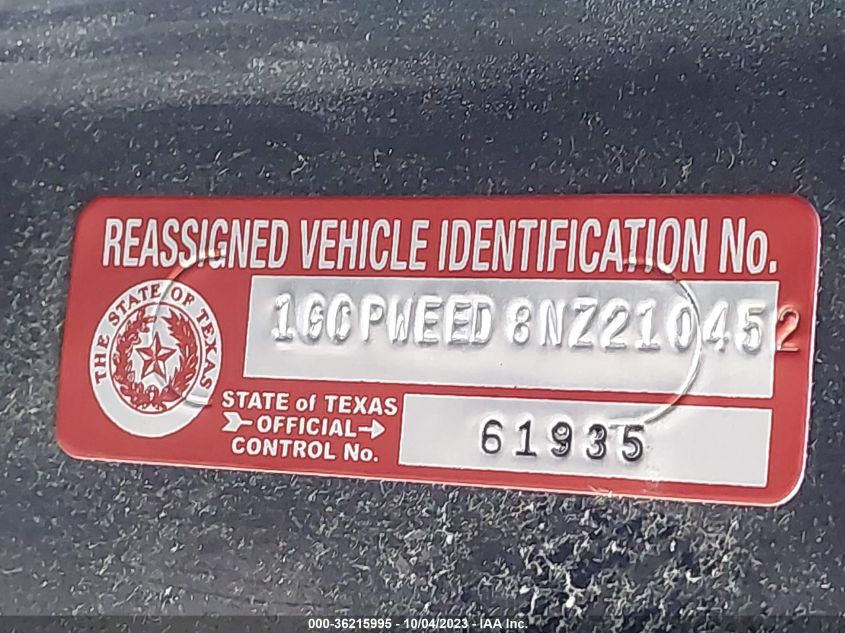 REASSIGNED VEHICLE IDENTIFICATION No.
THE STATE OF TEXAS
1GCPWEED8NZ210452
STATE of TEXAS
OFFICIAL
CONTROL No.
61935
000-36215995 - 10/04/2023 - IAA Inc.